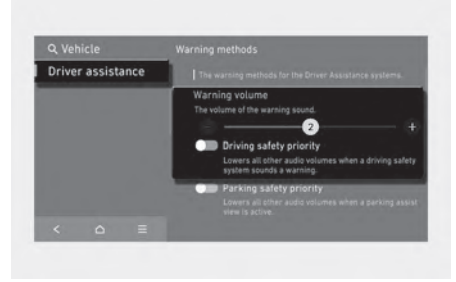 Vehicle
Driver assistance
Warning methods
The warning methods for the Driver Assistance systems.
Warning volume
The volume of the warning sound.
2
Driving safety priority
Lowers all other audio volumes when a driving safety
system sounds a warning.
Parking safety priority
Lowers all other audio volumes when a parking assist
view is active.